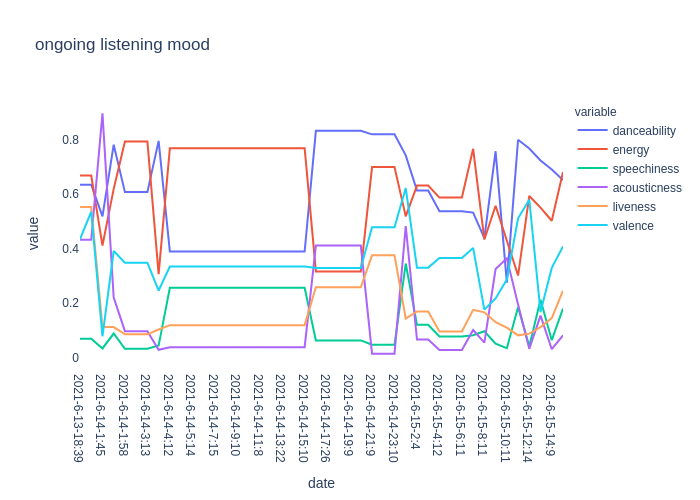 ongoing listening mood
variable
danceability
energy
speechiness
acousticness
liveness
valence
value
0.8
0.6
0.4
0.2
0
2021-6-13-18:39
2021-6-14-1:45
2021-6-14-1:58
2021-6-14-3:13
2021-6-14-4:12
2021-6-14-5:14
2021-6-14-7:15
2021-6-14-9:10
2021-6-14-11:8
2021-6-14-13:22
2021-6-14-15:10
2021-6-14-17:26
2021-6-14-19:9
2021-6-14-21:9
2021-6-14-23:10
2021-6-15-2:4
2021-6-15-4:12
2021-6-15-6:11
2021-6-15-8:11
2021-6-15-10:11
2021-6-15-12:14
2021-6-15-14:9
date